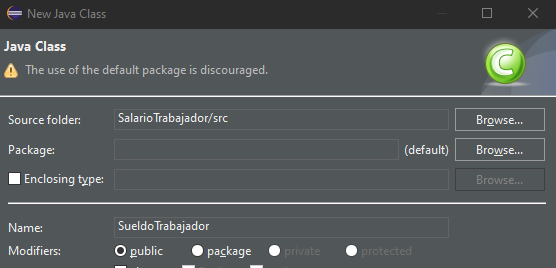 New Java Class
Java Class
The use of the default package is discouraged.
C
Source folder: SalarioTrabajador/src Browse...
Package: (default) Browse...
Enclosing type: Browse...
Name: SueldoTrabajador
Modifiers: public package private protected